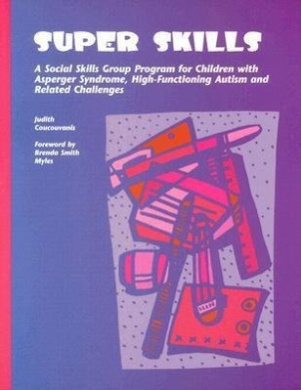 SUPER SKILLS
A Social Skills Group Program for Children with
Asperger Syndrome, High-Functioning Autism and
Related Challenges
Judith
Coucouvanis
Foreword by
Brenda Smith
Myles